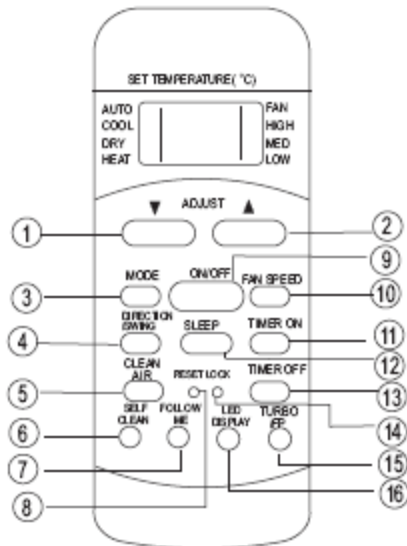 SET TEMPERATURE( °C)
AUTO
COOL
DRY
HEAT
FAN
HIGH
MED
LOW
▼ ADJUST ▲
1
2
9
MODE
ON/OFF
FAN SPEED
3
10
DIRECTION
/SWING
SLEEP
TIMER ON
4
11
12
CLEAN
AIR
RESET LOCK
TIMER OFF
5
13
SELF
CLEAN
FOLLOW
ME
LED
DISPLAY
TURBO
14
6
7
8
15
16